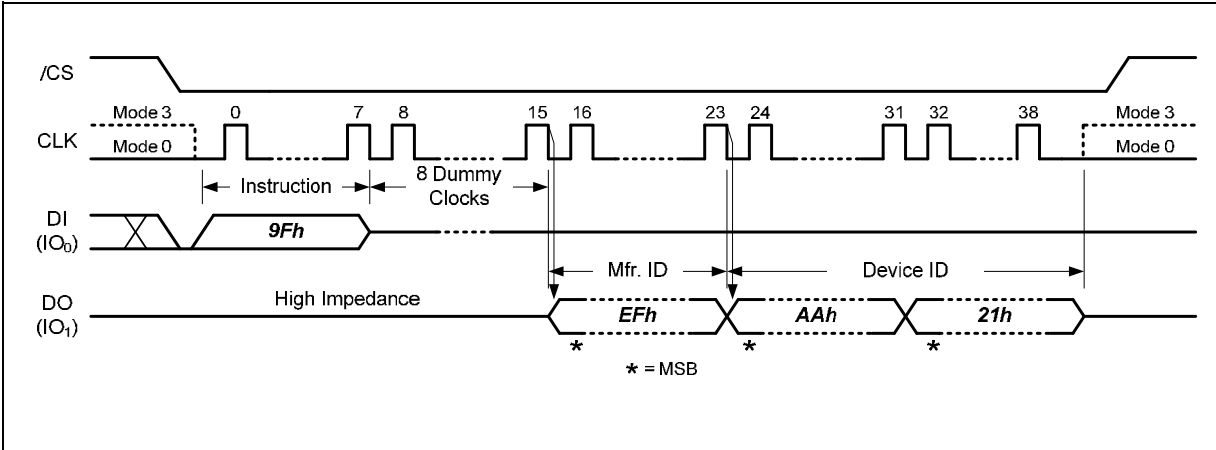 /CS
Mode 3 0 7 8 15 16 23 24 31 32 38 Mode 3
CLK
Mode 0 Mode 0
Instruction 8 Dummy
Clocks
DI
(IO₀)
9Fh
Mfr. ID Device ID
DO
(IO₁)
High Impedance
EFh AAh 21h
* * *
* = MSB